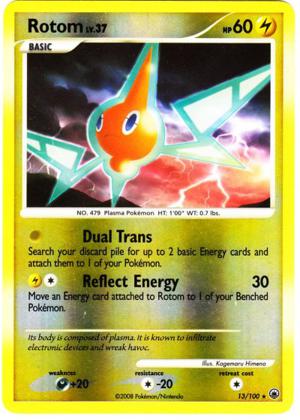 Rotom LV.37 HP 60
BASIC
NO. 479 Plasma Pokémon HT: 1'00" WT: 0.7 lbs.
Dual Trans
Search your discard pile for up to 2 basic Energy cards and
attach them to 1 of your Pokémon.
Reflect Energy 30
Move an Energy card attached to Rotom to 1 of your Benched
Pokémon.
Its body is composed of plasma. It is known to infiltrate
electronic devices and wreak havoc.
Illus. Kagemaru Himeno
weakness resistance retreat cost
+20 -20
©2008 Pokémon/Nintendo 13/100